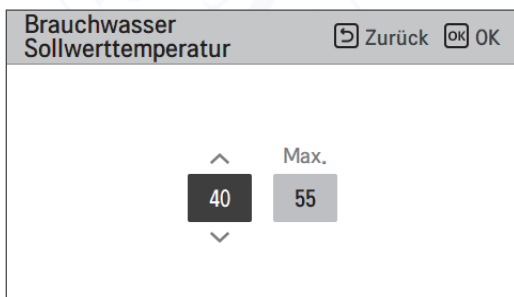 Brauchwasser
Sollwerttemperatur
Zurück OK OK
Max.
40 55